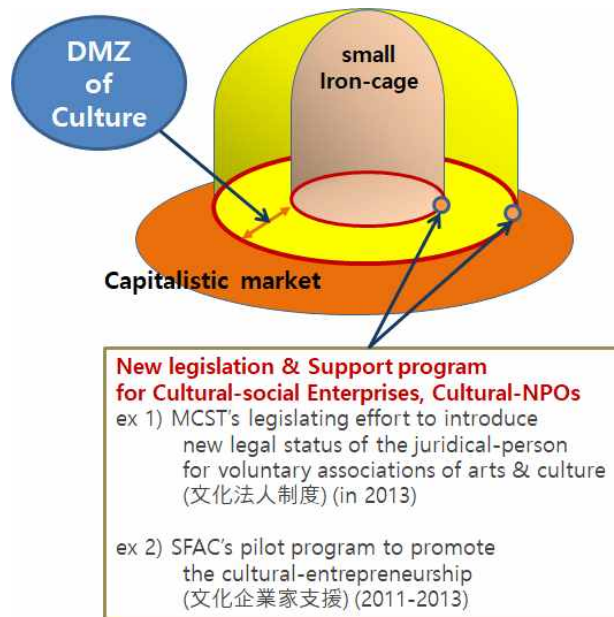 DMZ
of
Culture
small
Iron-cage
Capitalistic market
New legislation & Support program
for Cultural-social Enterprises, Cultural-NPOs
ex 1) MCST's legislating effort to introduce
new legal status of the juridical-person
for voluntary associations of arts & culture
(文化法人制度) (in 2013)
ex 2) SFAC's pilot program to promote
the cultural-entrepreneurship
(文化企業家支援) (2011-2013)